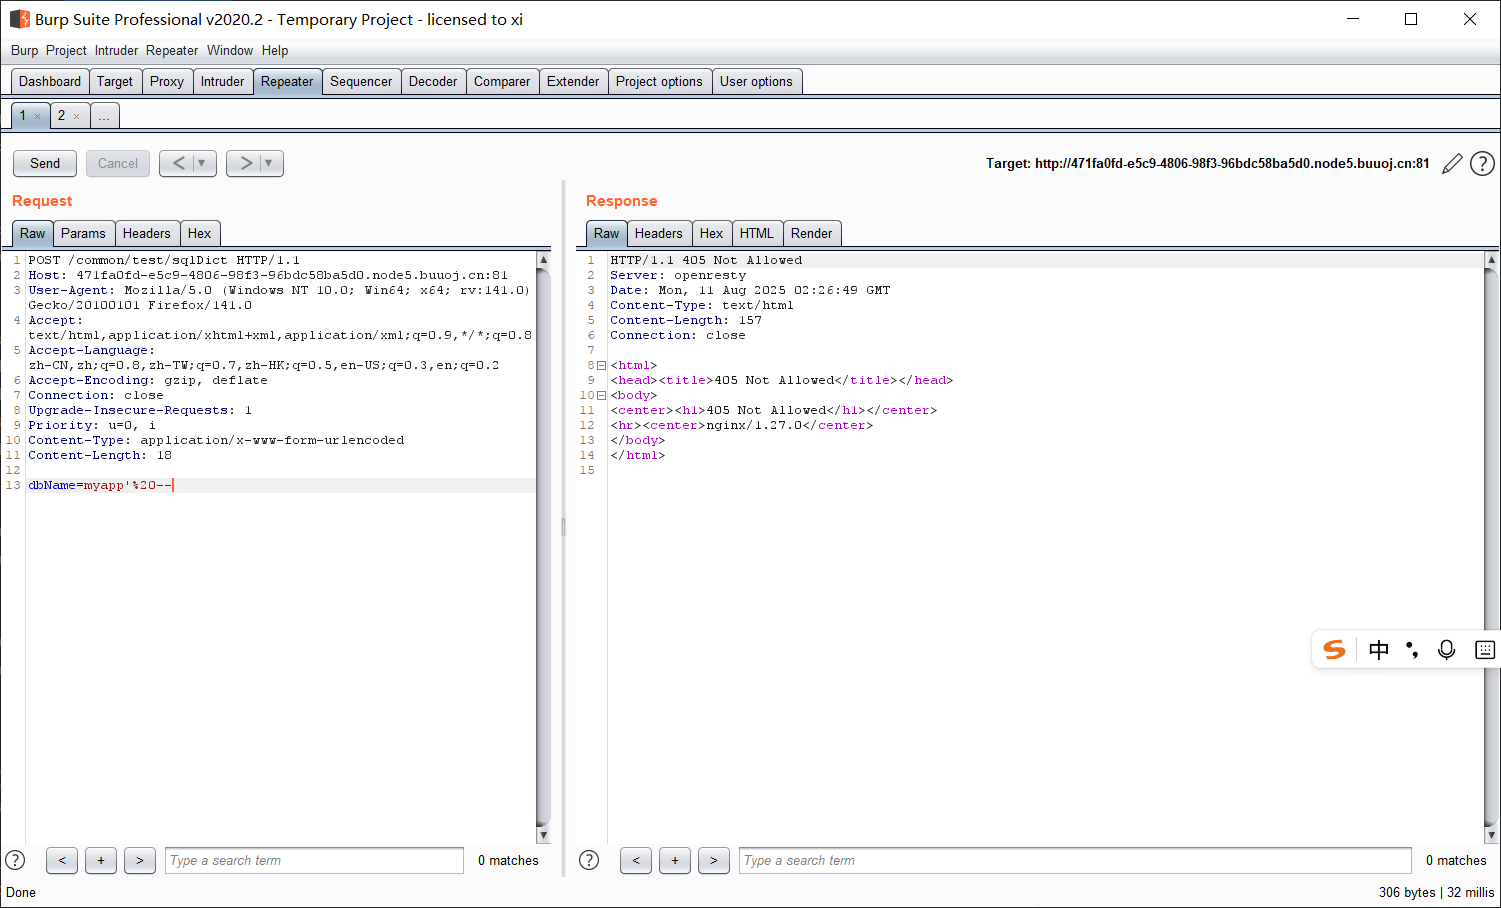 Burp Suite Professional v2020.2 - Temporary Project - licensed to xi
Burp Project Intruder Repeater Window Help
Dashboard Target Proxy Intruder Repeater Sequencer Decoder Comparer Extender Project options User options
1 × 2 × ...
Send Cancel < > Target: http://471fa0fd-e5c9-4806-98f3-96bdc58ba5d0.node5.buuoj.cn:81 ?
Request
Raw Params Headers Hex
1 POST /common/test/sqlDict HTTP/1.1
2 Host: 471fa0fd-e5c9-4806-98f3-96bdc58ba5d0.node5.buuoj.cn:81
3 User-Agent: Mozilla/5.0 (Windows NT 10.0; Win64; x64; rv:141.0)
Gecko/20100101 Firefox/141.0
4 Accept:
text/html,application/xhtml+xml,application/xml;q=0.9,*/*;q=0.8
5 Accept-Language:
zh-CN,zh;q=0.8,zh-TW;q=0.7,zh-HK;q=0.5,en-US;q=0.3,en;q=0.2
6 Accept-Encoding: gzip, deflate
7 Connection: close
8 Upgrade-Insecure-Requests: 1
9 Priority: u=0, i
10 Content-Type: application/x-www-form-urlencoded
11 Content-Length: 18
12
13 dbName=myapp'%20--
? < + > Type a search term 0 matches
Response
Raw Headers Hex HTML Render
1 HTTP/1.1 405 Not Allowed
2 Server: openresty
3 Date: Mon, 11 Aug 2025 02:26:49 GMT
4 Content-Type: text/html
5 Content-Length: 157
6 Connection: close
7
8 <html>
9 <head><title>405 Not Allowed</title></head>
10 <body>
11 <center><h1>405 Not Allowed</h1></center>
12 <hr><center>nginx/1.27.0</center>
13 </body>
14 </html>
15
S 中
? < + > Type a search term 0 matches
Done 306 bytes | 32 millis